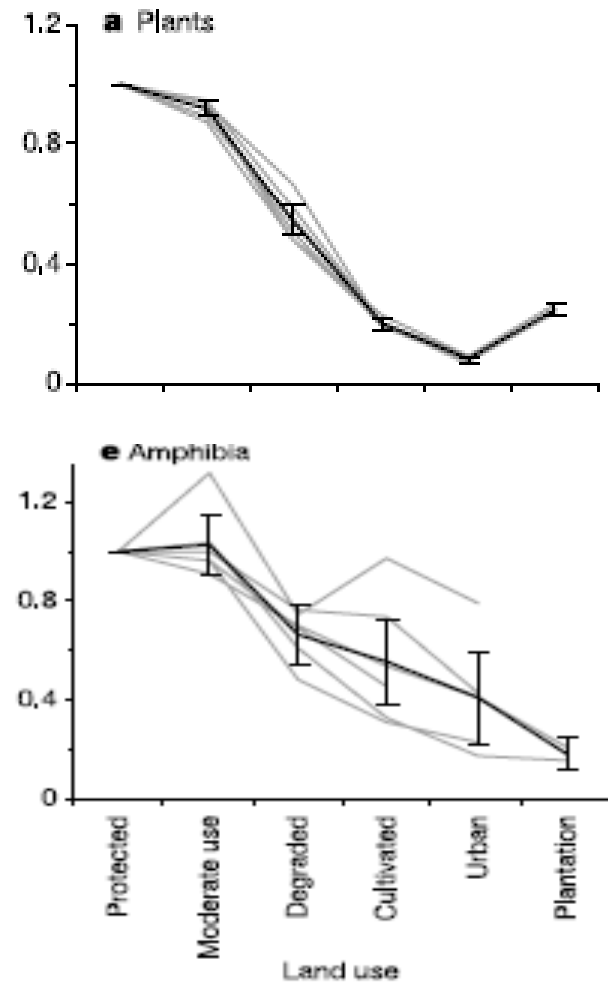 a Plants
1.2
0.8
0.4
0
e Amphibia
1.2
0.8
0.4
0
Protected
Moderate use
Degraded
Cultivated
Urban
Plantation
Land use